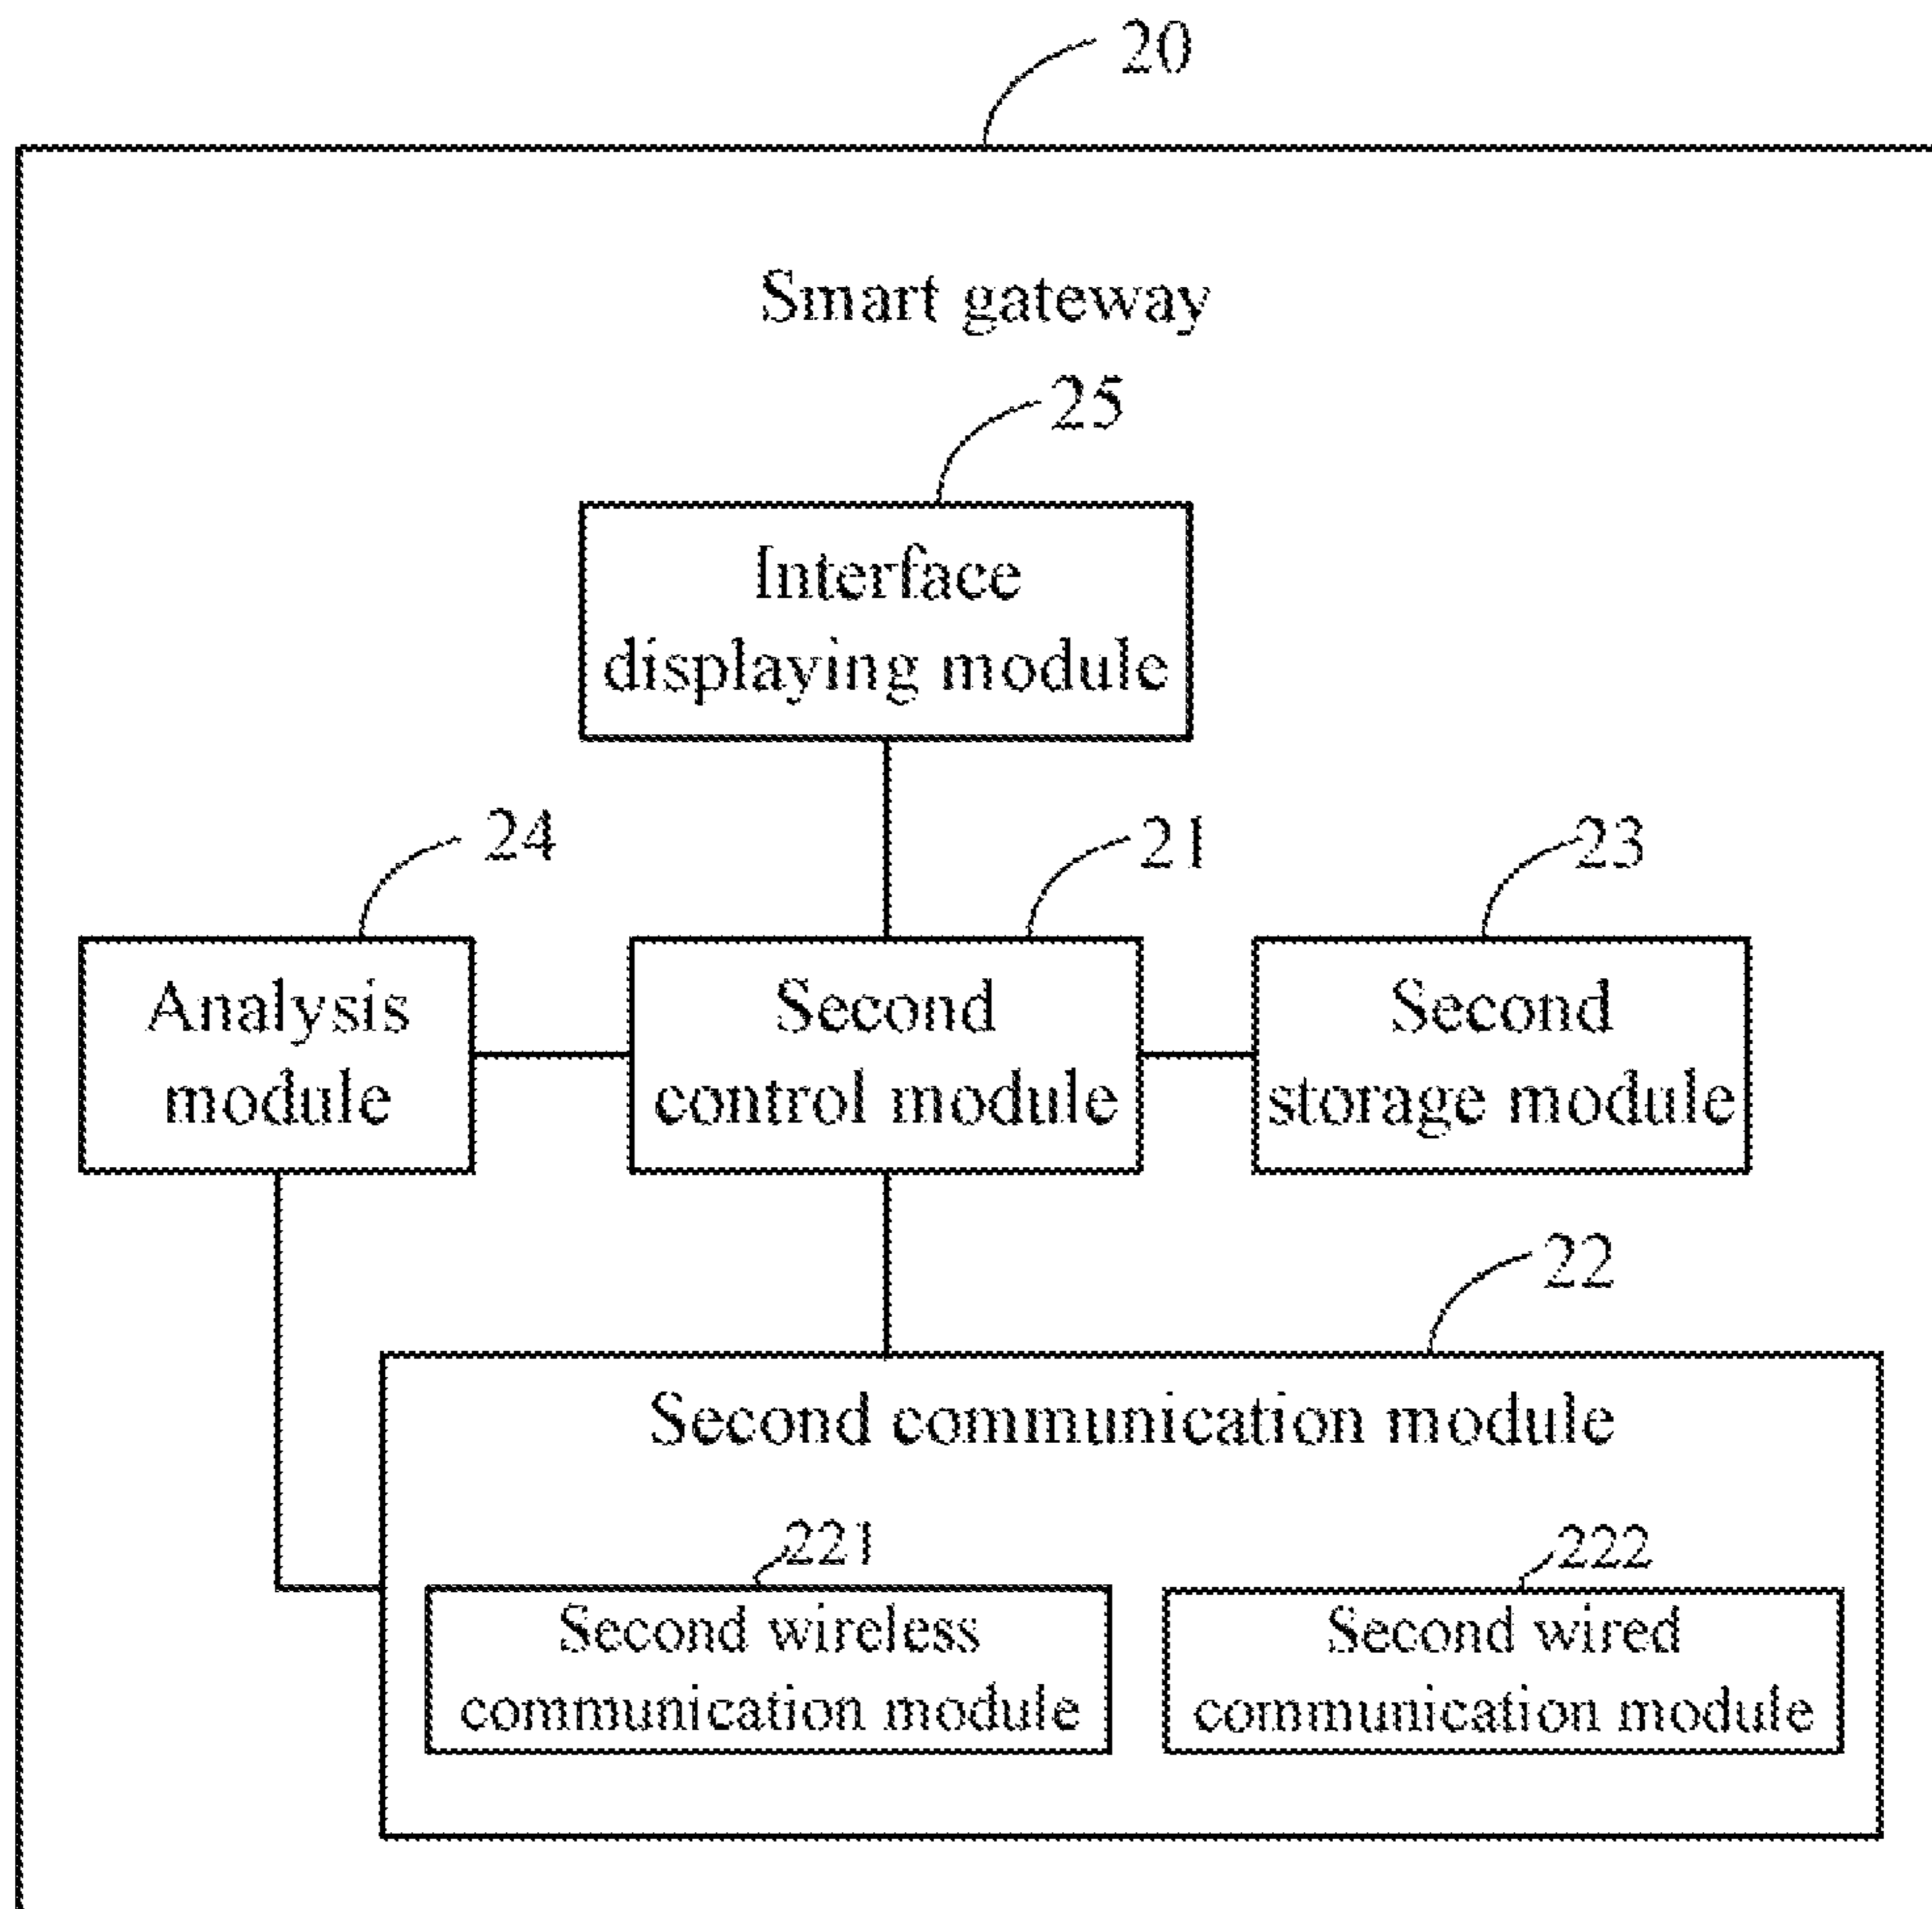 20
Smart gateway
25
Interface
displaying module
24
21
23
Analysis
module
Second
control module
Second
storage module
22
Second communication module
221
222
Second wireless
communication module
Second wired
communication module